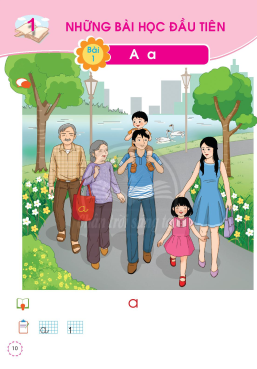 1
NHỮNG BÀI HỌC ĐẦU TIÊN
Bài
1
A a
a
a
a 1
10